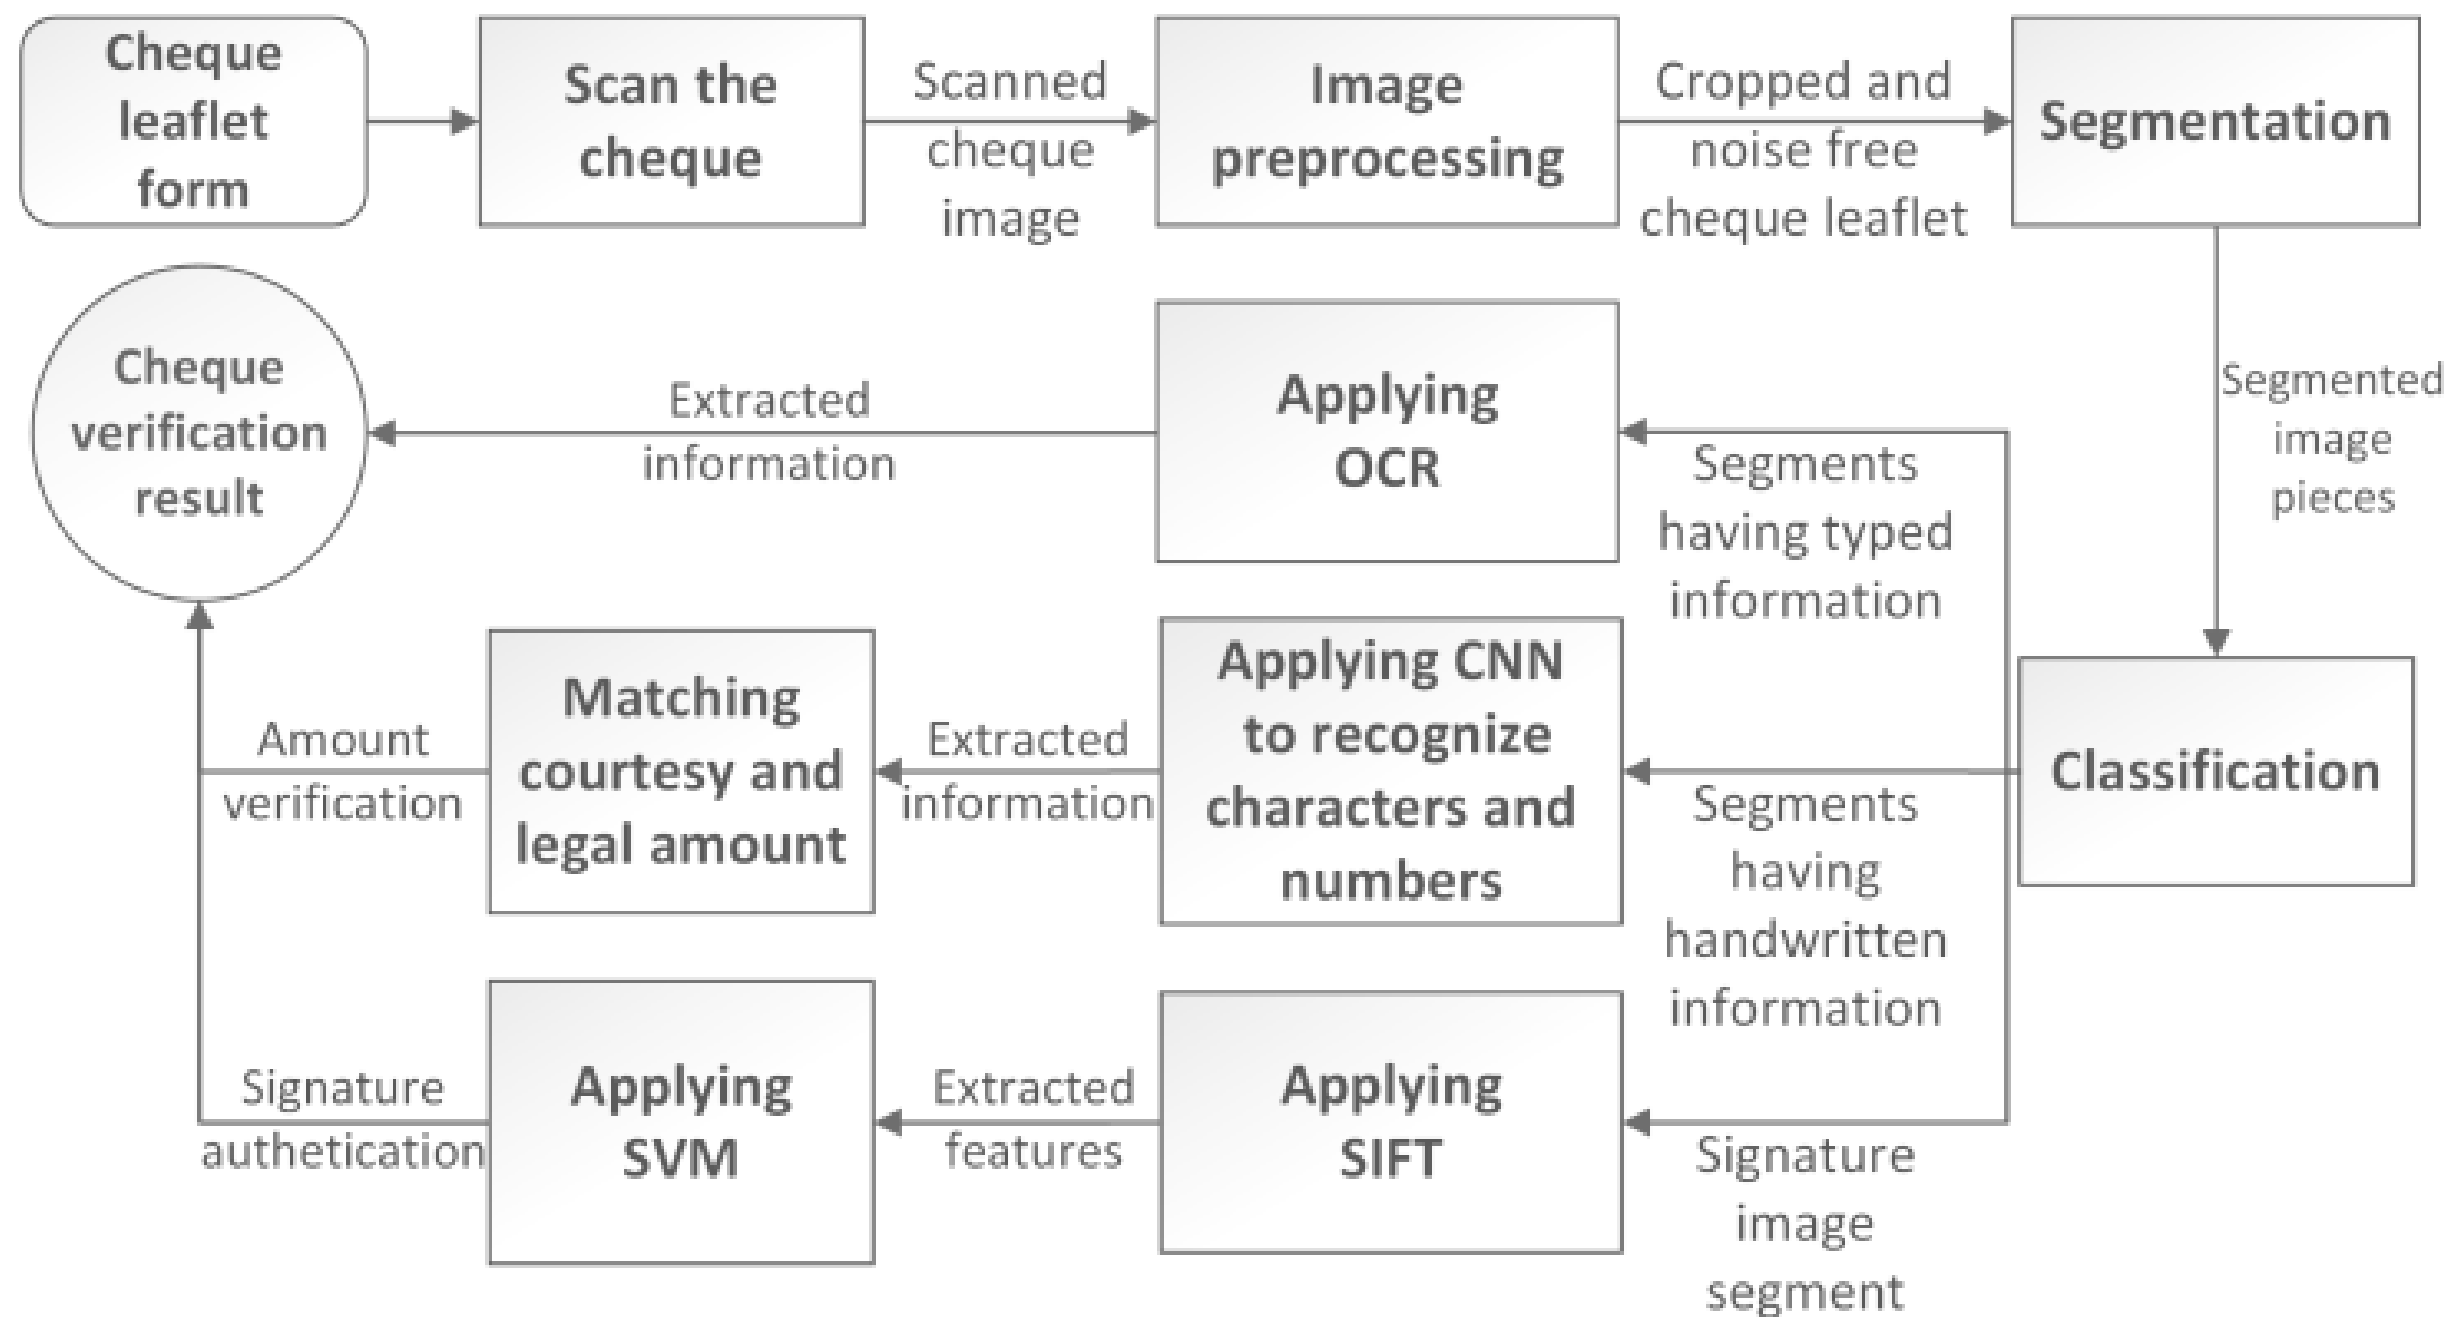 Cheque
leaflet
form
Scan the
cheque
Scanned
cheque
image
Image
preprocessing
Cropped and
noise free
cheque leaflet
Segmentation
Segmented
image
pieces
Cheque
verification
result
Extracted
information
Applying
OCR
Segments
having typed
information
Classification
Segments
having
handwritten
information
Applying CNN
to recognize
characters and
numbers
Extracted
information
Matching
courtesy and
legal amount
Amount
verification
Signature
image
segment
Applying
SIFT
Extracted
features
Applying
SVM
Signature
authetication